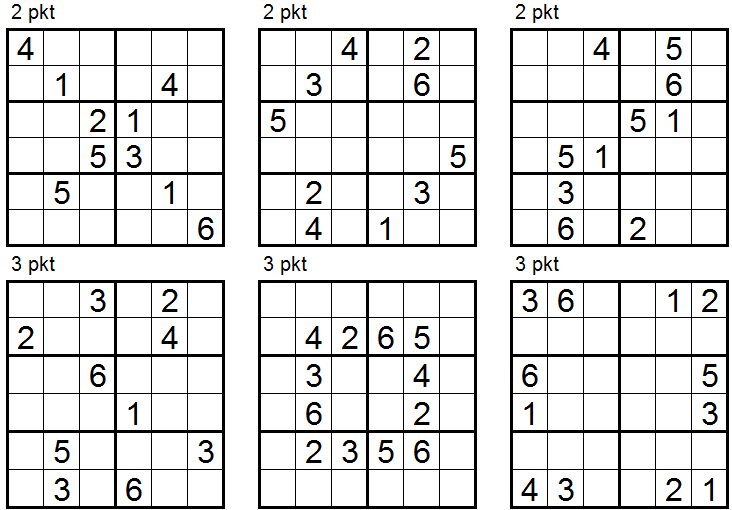 2 pkt 2 pkt 2 pkt
4 4 2 4 5
1 4 3 6 6
2 1 5 5 1
5 3 5 5 1
5 1 2 3 3
6 4 1 6 2
3 pkt 3 pkt 3 pkt
3 2 3 6 1 2
2 4 4 2 6 5
6 3 4 6 5
1 6 2 1 3
5 3 2 3 5 6
3 6 4 3 2 1